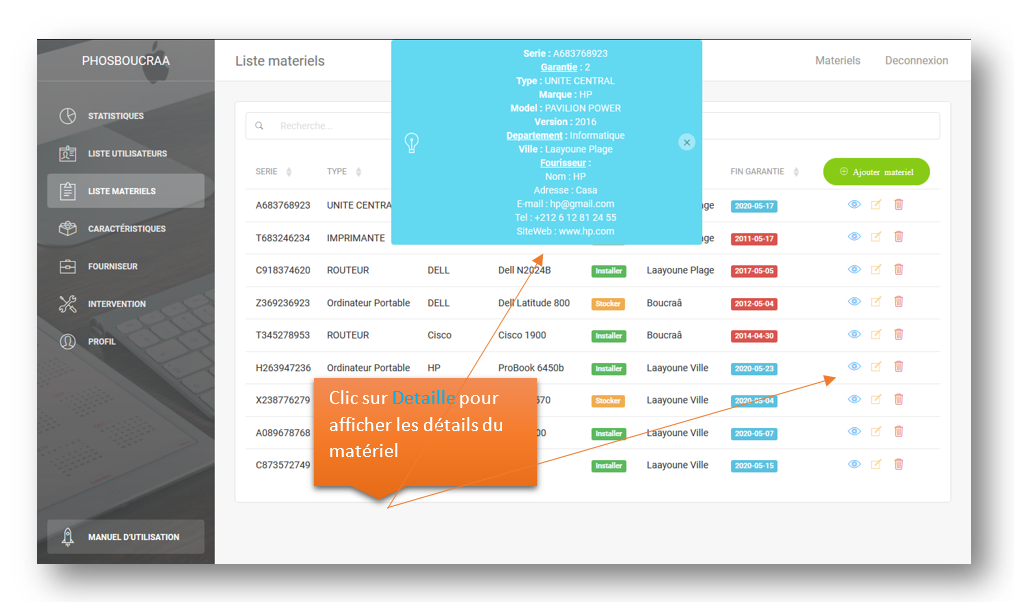 PHOSBOUCRAA
STATISTIQUES
LISTE UTILISATEURS
LISTE MATERIELS
CARACTÉRISTIQUES
FOURNISEUR
INTERVENTION
PROFIL
MANUEL D'UTILISATION
Liste materiels
Materiels Deconnexion
Serie : A683768923
Garantie : 2
Type : UNITE CENTRAL
Marque : HP
Model : PAVILION POWER
Version : 2016
Departement : Informatique
Ville : Laayoune Plage
Fourisseur :
Nom : HP
Adresse : Casa
E-mail : hp@gmail.com
Tel : +212 6 12 81 24 55
SiteWeb : www.hp.com
Recherche...
SERIE TYPE FIN GARANTIE Ajouter materiel
A683768923 UNITE CENTRA age 2020-05-17
T683246234 IMPRIMANTE age 2011-05-17
C918374620 ROUTEUR DELL Dell N2024B Installer Laayoune Plage 2017-05-05
Z369236923 Ordinateur Portable DELL Dell Latitude 800 Stocker Boucraâ 2012-05-04
T345278953 ROUTEUR Cisco Cisco 1900 Installer Boucraâ 2014-04-30
H263947236 Ordinateur Portable HP ProBook 6450b Installer Laayoune Ville 2020-05-23
X238776279 570 Stocker Laayoune Ville 2020-05-04
A089678768 00 Installer Laayoune Ville 2020-05-07
C873572749 Installer Laayoune Ville 2020-05-15
Clic sur Detaille pour
afficher les détails du
matériel